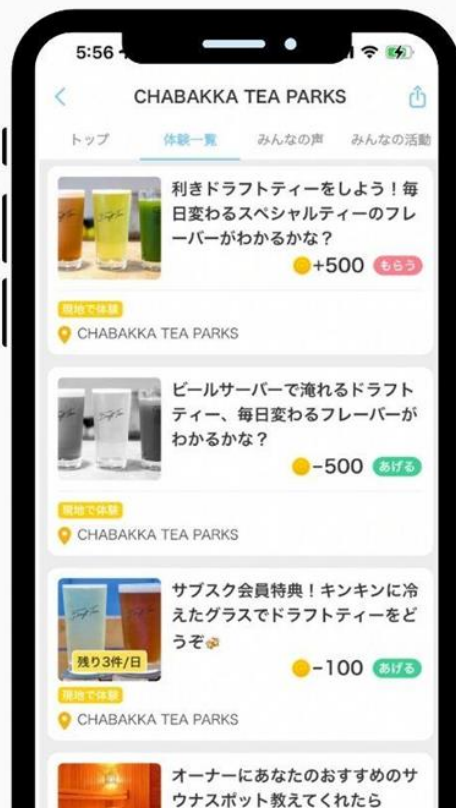 5:56
CHABAKKA TEA PARKS
トップ
体験一覧
みんなの声
みんなの活動
利きドラフトティーをしよう！毎
日変わるスペシャルティーのフレ
ーバーがわかるかな？
+500 もらう
現地で体験
CHABAKKA TEA PARKS
ビールサーバーで淹れるドラフト
ティー、毎日変わるフレーバーが
わかるかな？
-500 あげる
現地で体験
CHABAKKA TEA PARKS
サブスク会員特典！キンキンに冷
えたグラスでドラフトティーをど
うぞ🍻
残り3件/日
-100 あげる
現地で体験
CHABAKKA TEA PARKS
オーナーにあなたのおすすめのサ
ウナスポット教えてくれたら